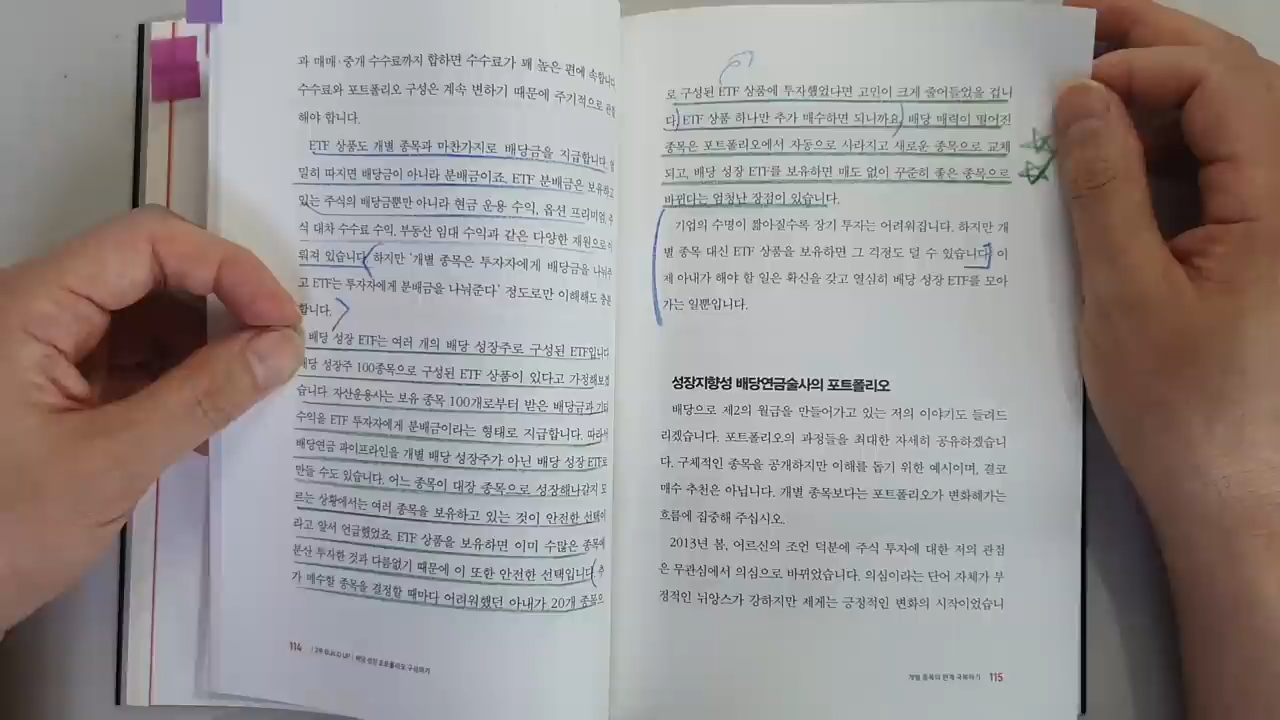 과 매매·중개 수수료까지 합하면 수수료가 꽤 높은 편에 속합니다
수수료와 포트폴리오 구성은 계속 변하기 때문에 주기적으로 관
해야 합니다.
ETF 상품도 개별 종목과 마찬가지로 배당금을 지급합니다. 엄
밀히 따지면 배당금이 아니라 분배금이죠. ETF 분배금은 보유하고
있는 주식의 배당금뿐만 아니라 현금 운용 수익, 옵션 프리미엄, 주
식 대차 수수료 수익, 부동산 임대 수익과 같은 다양한 재원으로 이
뤄져 있습니다. 하지만 '개별 종목은 투자자에게 배당금을 나눠주
고 ETF는 투자자에게 분배금을 나눠준다' 정도로만 이해해도 충분
합니다.
배당 성장 ETF는 여러 개의 배당 성장주로 구성된 ETF입니다
배당 성장주 100종목으로 구성된 ETF 상품이 있다고 가정해보겠
습니다. 자산운용사는 보유 종목 100개로부터 받은 배당금과 기타
수익을 ETF 투자자에게 분배금이라는 형태로 지급합니다. 따라서
배당연금 파이프라인을 개별 배당 성장주가 아닌 배당 성장 ETF로
만들 수도 있습니다. 어느 종목이 대장 종목으로 성장해나갈지 모
르는 상황에서는 여러 종목을 보유하고 있는 것이 안전한 선택이
라고 앞서 언급했었죠. ETF 상품을 보유하면 이미 수많은 종목에
분산 투자한 것과 다름없기 때문에 이 또한 안전한 선택입니다. 추
가 매수할 종목을 결정할 때마다 어려워했던 아내가 20개 종목으
114 | 2부 BUILD UP | 배당 성장 포트폴리오 구성하기
로 구성된 ETF 상품에 투자했었다면 고민이 크게 줄어들었을 겁니
다. ETF 상품 하나만 추가 매수하면 되니까요. 배당 매력이 떨어진
종목은 포트폴리오에서 자동으로 사라지고 새로운 종목으로 교체
되고, 배당 성장 ETF를 보유하면 매도 없이 꾸준히 좋은 종목으로
바뀐다는 엄청난 장점이 있습니다.
기업의 수명이 짧아질수록 장기 투자는 어려워집니다. 하지만 개
별 종목 대신 ETF 상품을 보유하면 그 걱정도 덜 수 있습니다. 이
제 아내가 해야 할 일은 확신을 갖고 열심히 배당 성장 ETF를 모아
가는 일뿐입니다.
성장지향성 배당연금술사의 포트폴리오
배당으로 제2의 월급을 만들어가고 있는 저의 이야기도 들려드
리겠습니다. 포트폴리오의 과정들을 최대한 자세히 공유하겠습니
다. 구체적인 종목을 공개하지만 이해를 돕기 위한 예시이며, 결코
매수 추천은 아닙니다. 개별 종목보다는 포트폴리오가 변화해가는
흐름에 집중해 주십시오.
2013년 봄, 어르신의 조언 덕분에 주식 투자에 대한 저의 관점
은 무관심에서 의심으로 바뀌었습니다. 의심이라는 단어 자체가 부
정적인 뉘앙스가 강하지만 제게는 긍정적인 변화의 시작이었습니
개별 종목의 한계 극복하기 115